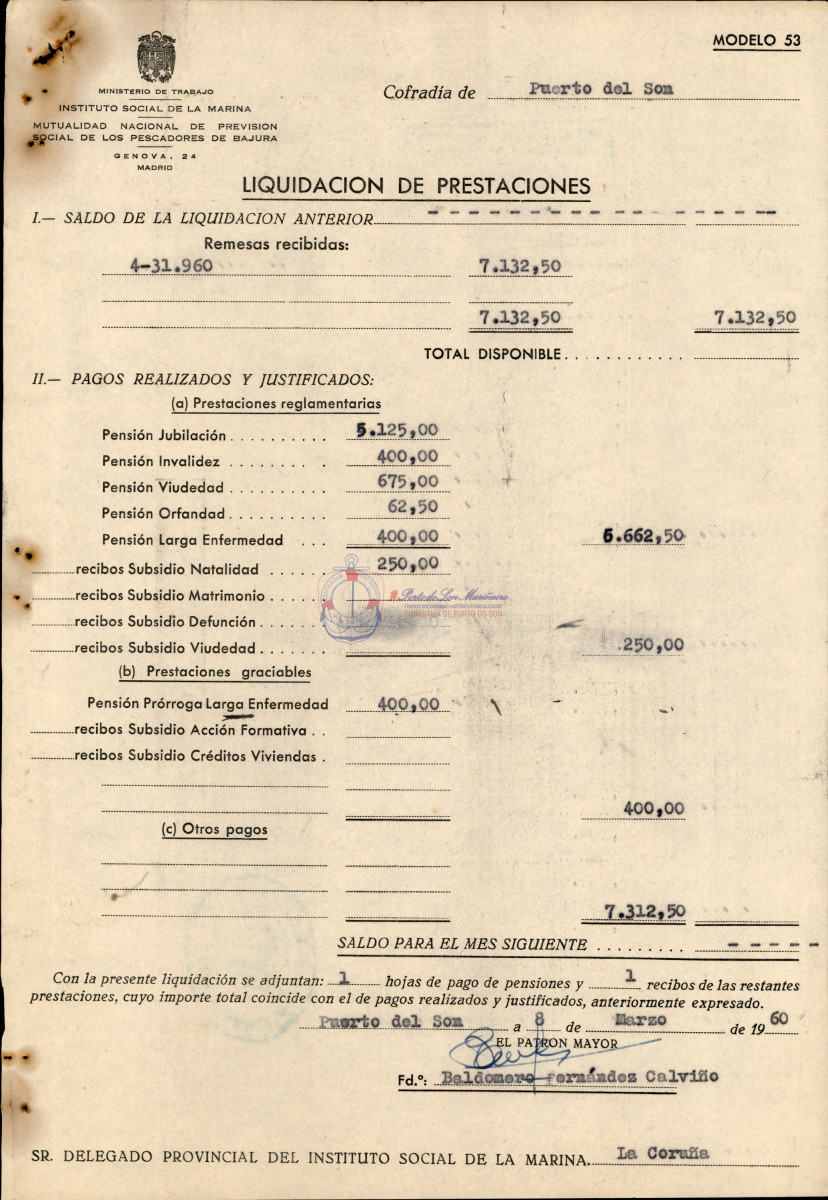 MODELO 53
MINISTERIO DE TRABAJO
INSTITUTO SOCIAL DE LA MARINA
MUTUALIDAD NACIONAL DE PREVISION
SOCIAL DE LOS PESCADORES DE BAJURA
GENOVA, 24
MADRID
Cofradía de Puerto del Son
LIQUIDACION DE PRESTACIONES
I.— SALDO DE LA LIQUIDACION ANTERIOR
Remesas recibidas:
4-31.960 7.132,50
7.132,50 7.132,50
TOTAL DISPONIBLE
II.— PAGOS REALIZADOS Y JUSTIFICADOS:
(a) Prestaciones reglamentarias
Pensión Jubilación 5.125,00
Pensión Invalidez 400,00
Pensión Viudedad 675,00
Pensión Orfandad 62,50
Pensión Larga Enfermedad 400,00 6.662,50
recibos Subsidio Natalidad 250,00
recibos Subsidio Matrimonio
recibos Subsidio Defunción
recibos Subsidio Viudedad 250,00
(b) Prestaciones graciables
Pensión Prórroga Larga Enfermedad 400,00
recibos Subsidio Acción Formativa
recibos Subsidio Créditos Viviendas
400,00
(c) Otros pagos
7.312,50
SALDO PARA EL MES SIGUIENTE
Con la presente liquidación se adjuntan: 1 hojas de pago de pensiones y 1 recibos de las restantes
prestaciones, cuyo importe total coincide con el de pagos realizados y justificados, anteriormente expresado.
Puerto del Son a 8 de Marzo de 1960
EL PATRON MAYOR
Fd.º: Baldomero Fernández Calviño
SR. DELEGADO PROVINCIAL DEL INSTITUTO SOCIAL DE LA MARINA. La Coruña
Porto do Son Mariñeiro
COFRADÍA DE PORTO DO SON